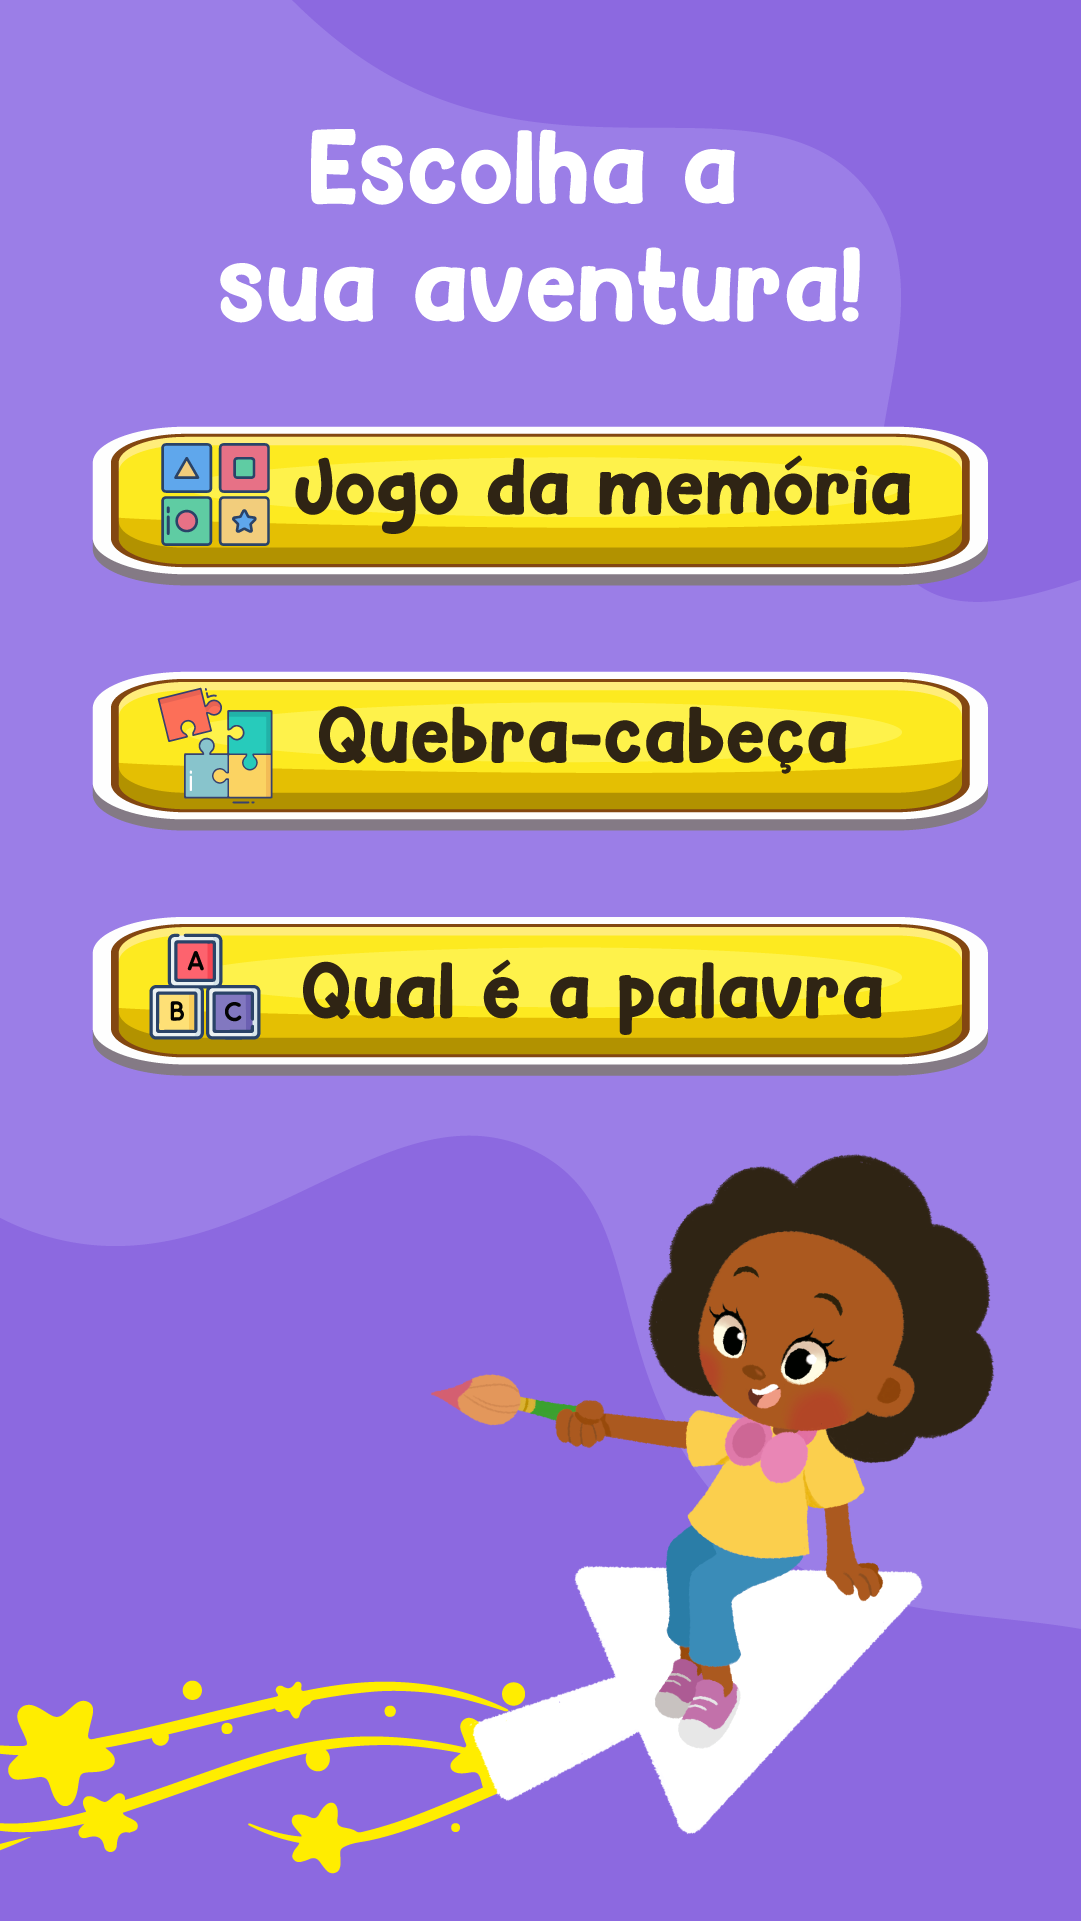 Escolha a
sua aventura!
Jogo da memória
Quebra-cabeça
A
B C
Qual é a palavra